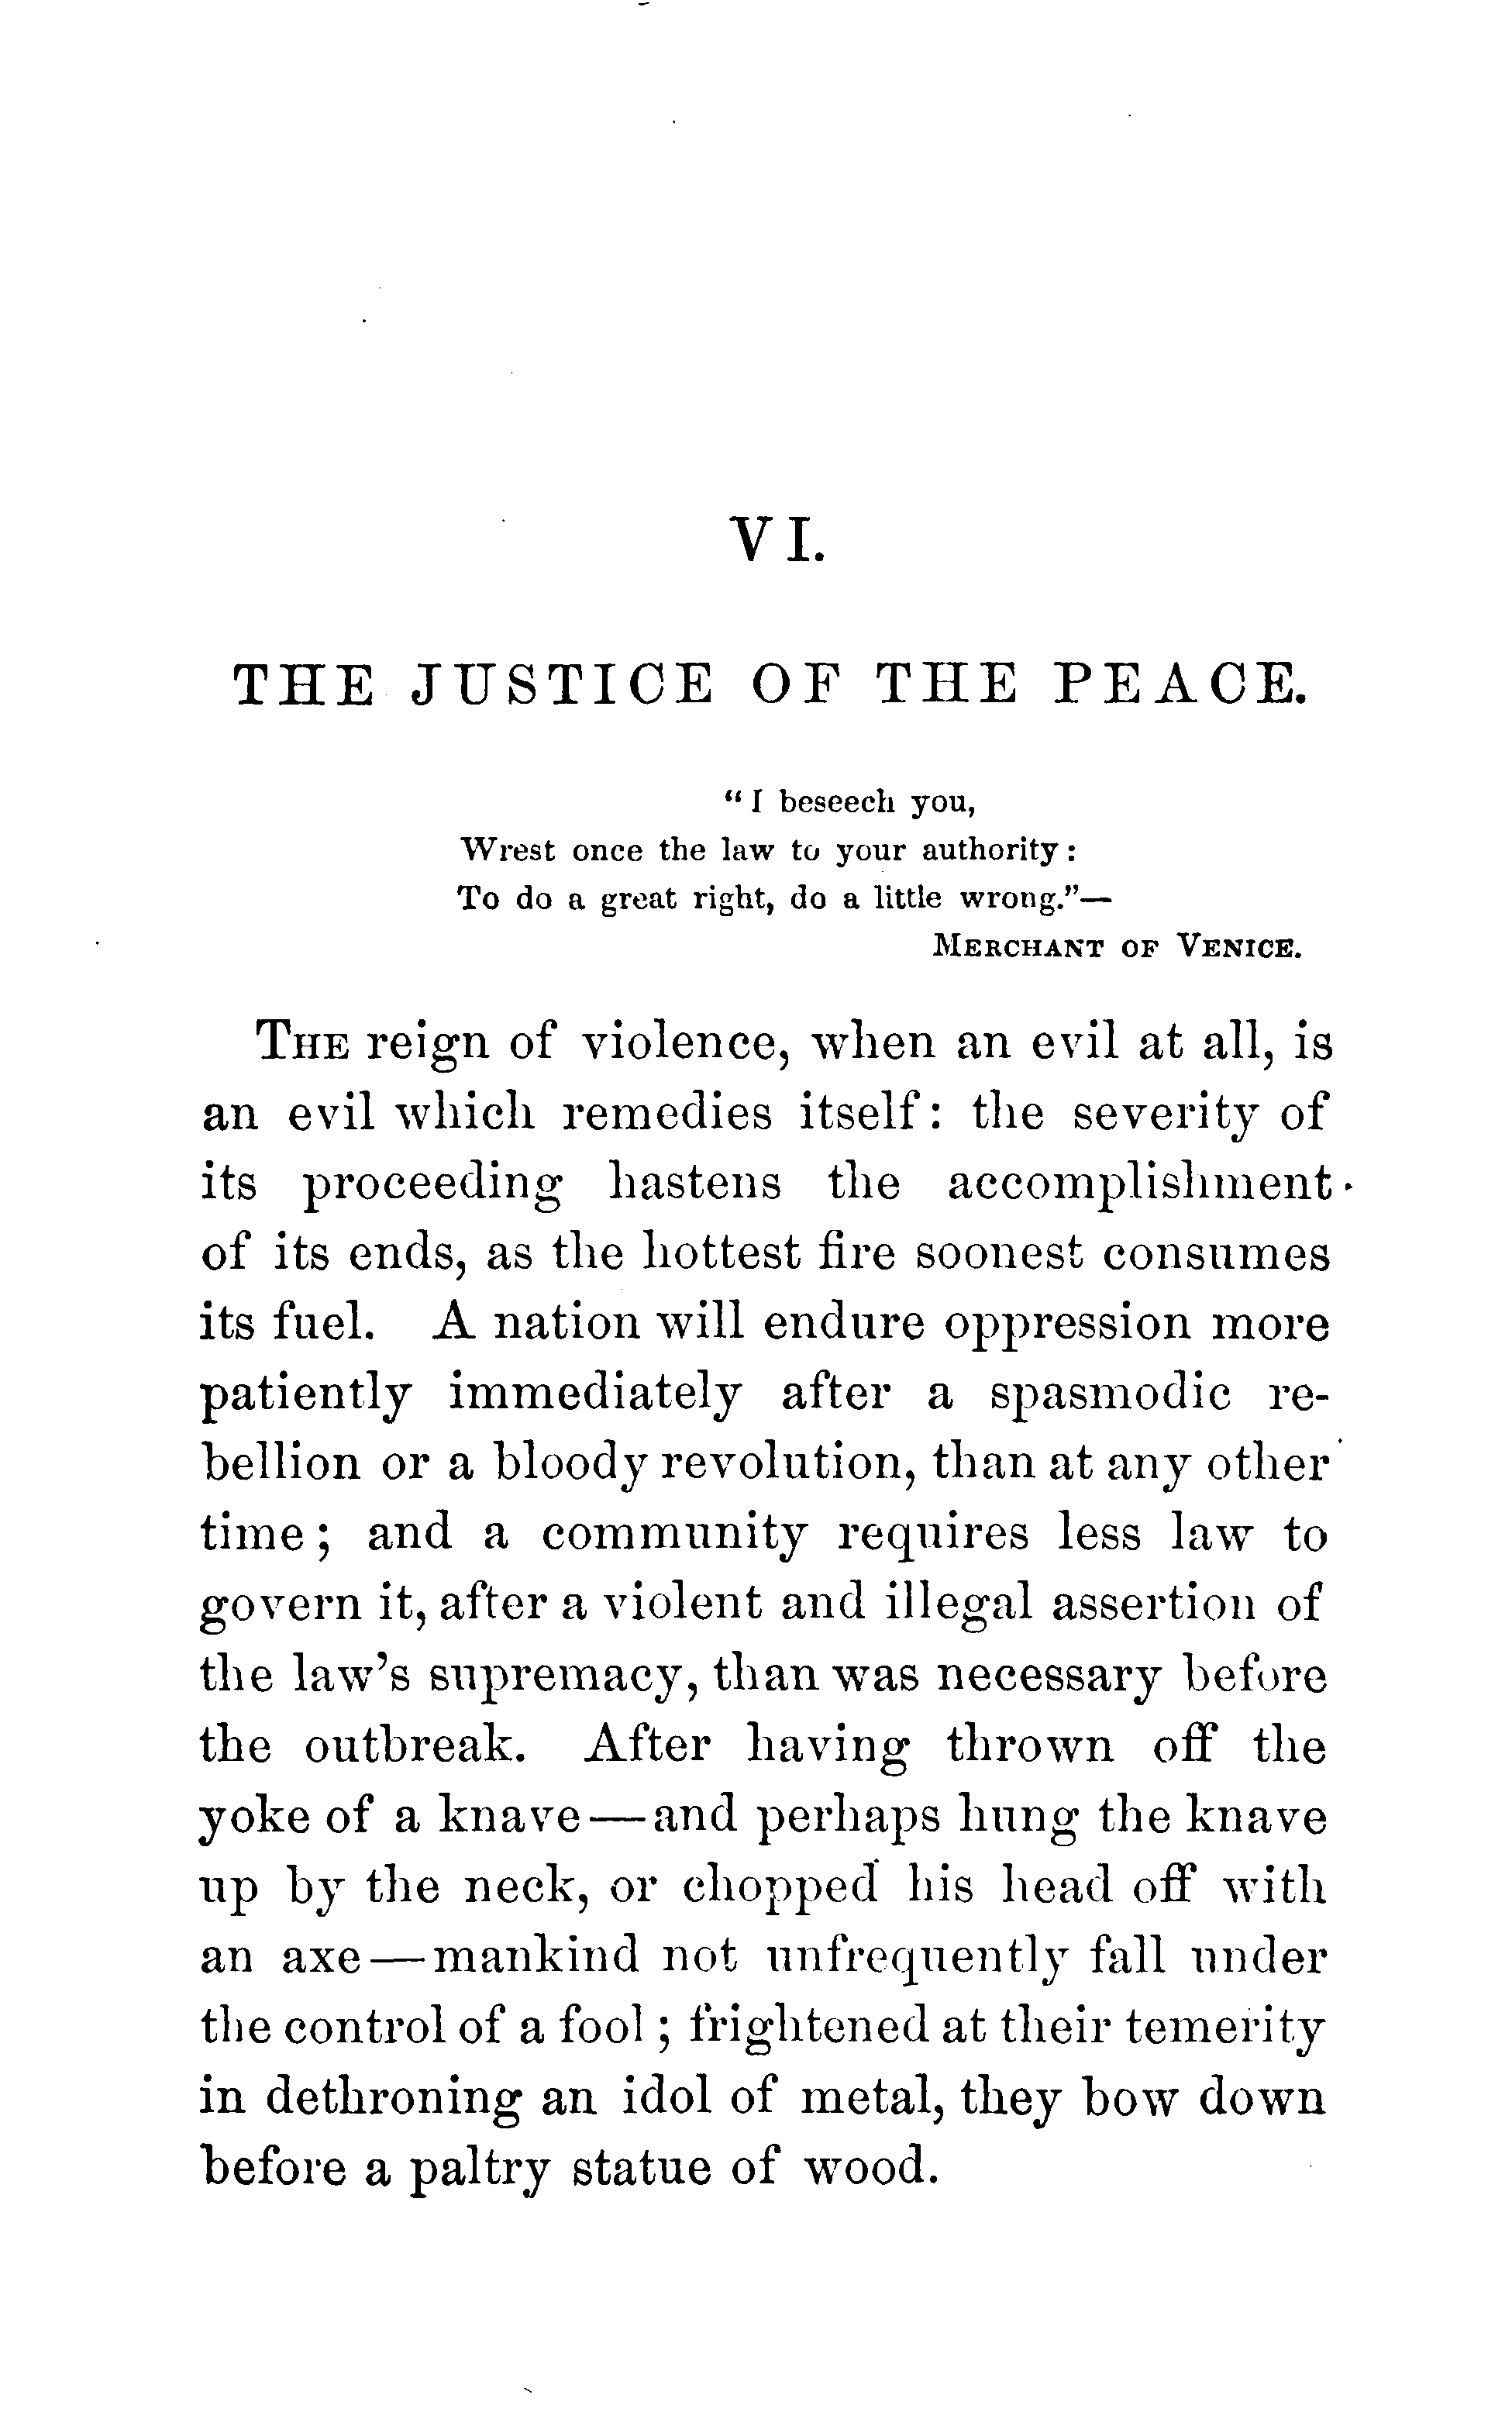 VI.
THE JUSTICE OF THE PEACE.
“I beseech you,
Wrest once the law to your authority:
To do a great right, do a little wrong.”—
MERCHANT OF VENICE.
THE reign of violence, when an evil at all, is
an evil which remedies itself: the severity of
its proceeding hastens the accomplishment
of its ends, as the hottest fire soonest consumes
its fuel. A nation will endure oppression more
patiently immediately after a spasmodic re-
bellion or a bloody revolution, than at any other
time; and a community requires less law to
govern it, after a violent and illegal assertion of
the law’s supremacy, than was necessary before
the outbreak. After having thrown off the
yoke of a knave—and perhaps hung the knave
up by the neck, or chopped his head off with
an axe—mankind not unfrequently fall under
the control of a fool; frightened at their temerity
in dethroning an idol of metal, they bow down
before a paltry statue of wood.